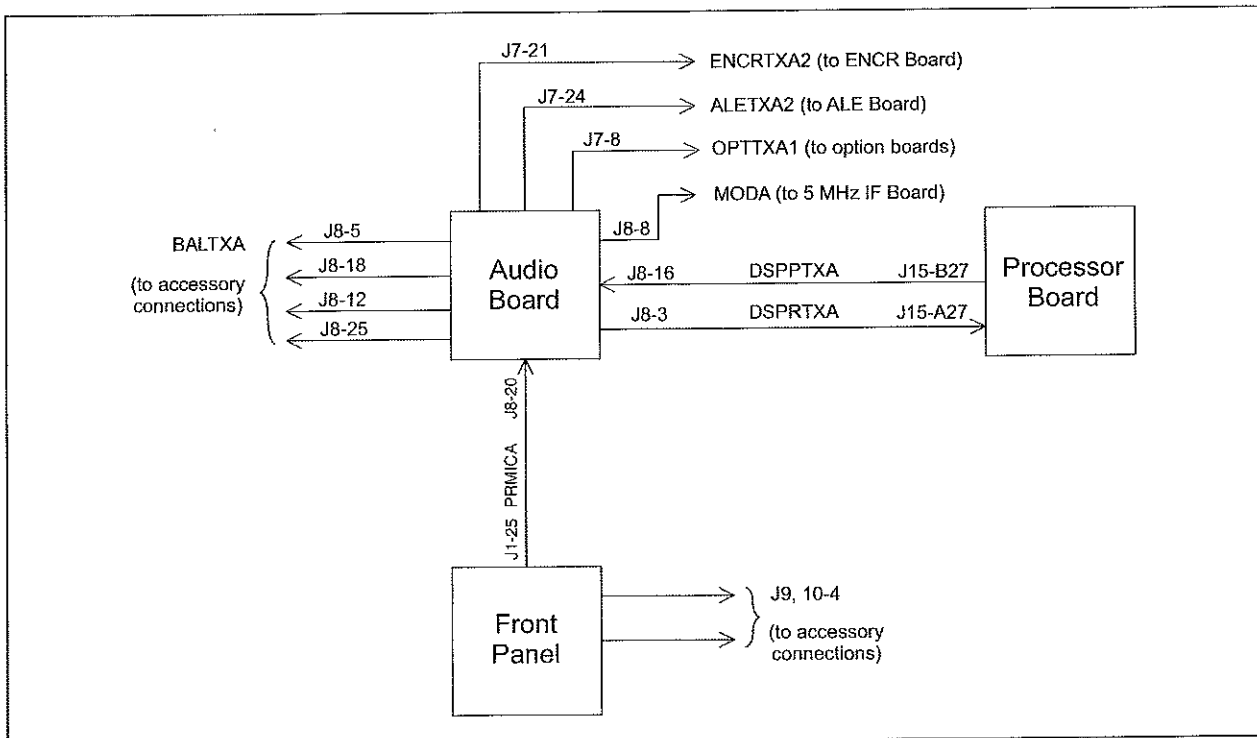 J7-21
ENCRTXA2 (to ENCR Board)
J7-24
ALETXA2 (to ALE Board)
J7-8
OPTTXA1 (to option boards)
MODA (to 5 MHz IF Board)
J8-8
BALTXA
(to accessory
connections)
J8-5
J8-18
J8-12
J8-25
Audio
Board
J8-16
DSPPTXA
J15-B27
J8-3
DSPRTXA
J15-A27
Processor
Board
J1-25 PRMICA J8-20
Front
Panel
J9, 10-4
(to accessory
connections)